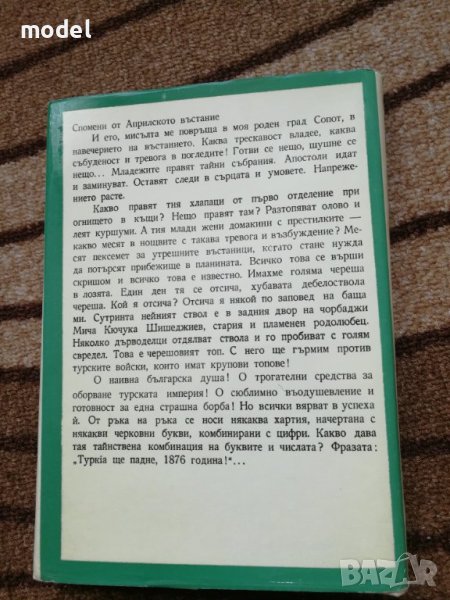 model
Спомени от Априлското въстание
И ето, мисълта ме повръща в моя роден град Сопот, в
навечерието на въстанието. Каква трескавост владее, каква
събуденост и тревога в погледите! Готви се нещо, шушне се
нещо... Младежите правят тайни събрания. Апостоли идат
и заминуват. Оставят следи в сърцата и умовете. Напреже-
нието расте.
Какво правят тия хлапаци от първо отделение при
огнището в къщи? Нещо правят там? Разтопяват олово и
леят куршуми. А тия млади жени домакини с престилките —
какво месят в нощвите с такава тревога и възбуждение? Ме-
сят пексемет за утрешните въстаници, когато стане нужда
да потърсят прибежище в планината. Всичко това се върши
скришом и всичко това е известно. Имахме голяма череша
в лозята. Един ден тя се отсича, хубавата дебелоствола
череша. Кой я отсича? Отсича я някой по заповед на баща
ми. Сутринта нейният ствол е в задния двор на чорбаджи
Мича Кючука Шишеджиев, стария и пламенен родолюбец.
Няколко дърводелци отдялват ствола и го пробиват с голям
свредел. Това е черешовият топ. С него ще гърмим против
турските войски, които имат крупови топове!
О наивна българска душа! О трогателни средства за
оборване турската империя! О сюблимно въодушевление и
готовност за една страшна борба! Но всички вярват в успеха
й. От ръка на ръка се носи някаква хартия, начертана с
някакви черковни букви, комбинирани с цифри. Какво дава
тая тайнствена комбинация на буквите и числата? Фразата:
„Туркіа ще падне, 1876 година!“...
BAZAR
bg